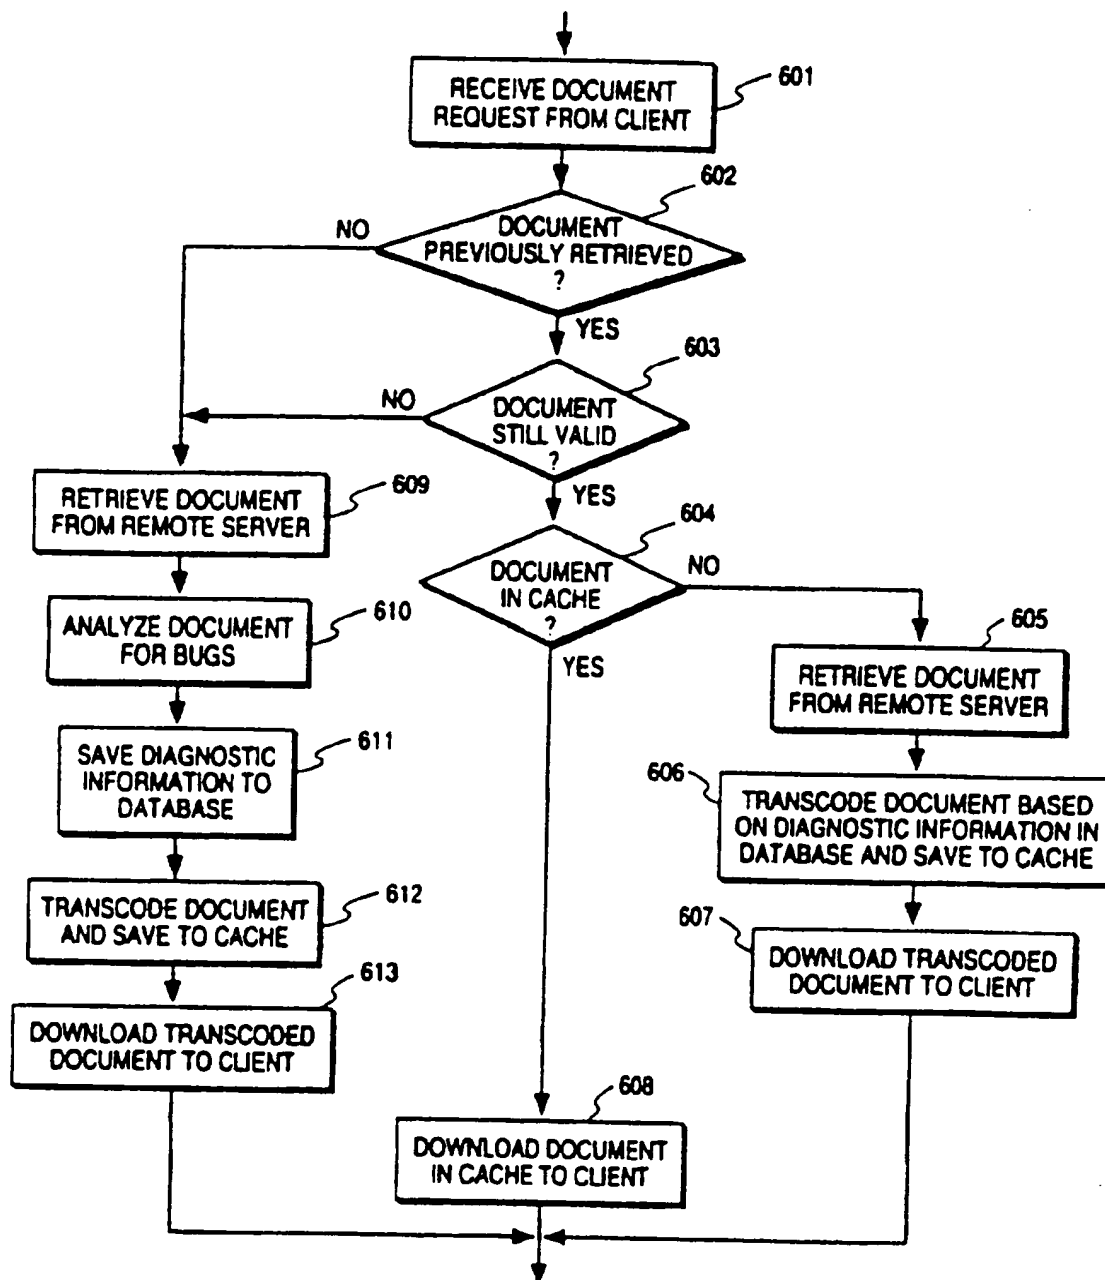 RECEIVE DOCUMENT
REQUEST FROM CLIENT
601
602
DOCUMENT
PREVIOUSLY RETRIEVED
?
NO
YES
603
DOCUMENT
STILL VALID
?
NO
YES
604
DOCUMENT
IN CACHE
?
NO
YES
605
RETRIEVE DOCUMENT
FROM REMOTE SERVER
606
TRANSCODE DOCUMENT BASED
ON DIAGNOSTIC INFORMATION IN
DATABASE AND SAVE TO CACHE
607
DOWNLOAD TRANSCODED
DOCUMENT TO CLIENT
608
DOWNLOAD DOCUMENT
IN CACHE TO CLIENT
609
RETRIEVE DOCUMENT
FROM REMOTE SERVER
610
ANALYZE DOCUMENT
FOR BUGS
611
SAVE DIAGNOSTIC
INFORMATION TO
DATABASE
612
TRANSCODE DOCUMENT
AND SAVE TO CACHE
613
DOWNLOAD TRANSCODED
DOCUMENT TO CLIENT